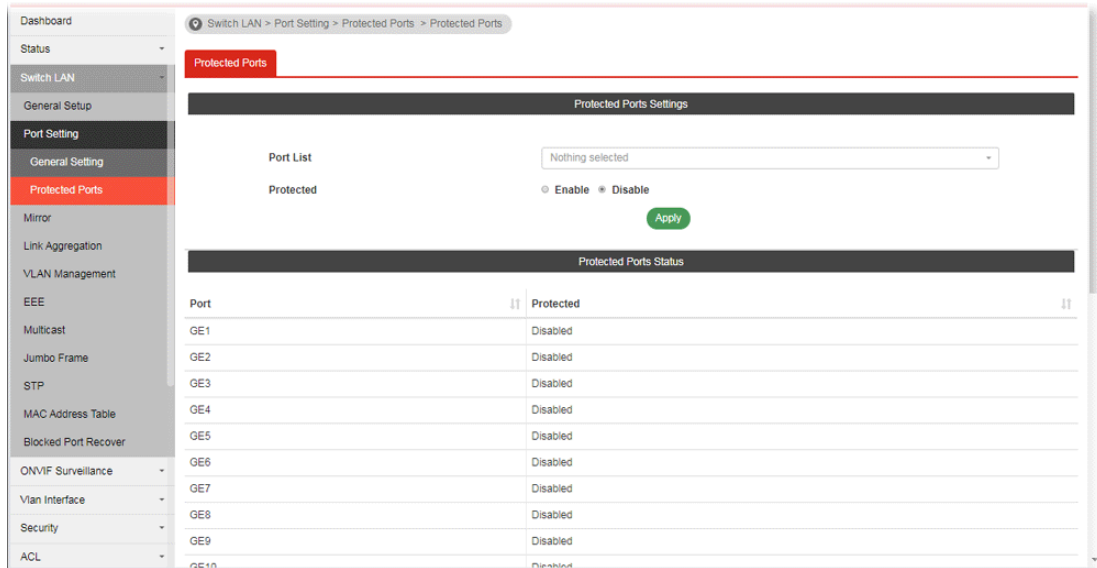 Dashboard
Status
Switch LAN
General Setup
Port Setting
General Setting
Protected Ports
Mirror
Link Aggregation
VLAN Management
EEE
Multicast
Jumbo Frame
STP
MAC Address Table
Blocked Port Recover
ONVIF Surveillance
Vlan Interface
Security
ACL
Switch LAN > Port Setting > Protected Ports > Protected Ports
Protected Ports
Protected Ports Settings
Port List Nothing selected
Protected Enable Disable
Apply
Protected Ports Status
Port Protected
GE1 Disabled
GE2 Disabled
GE3 Disabled
GE4 Disabled
GE5 Disabled
GE6 Disabled
GE7 Disabled
GE8 Disabled
GE9 Disabled
GE10 Disabled